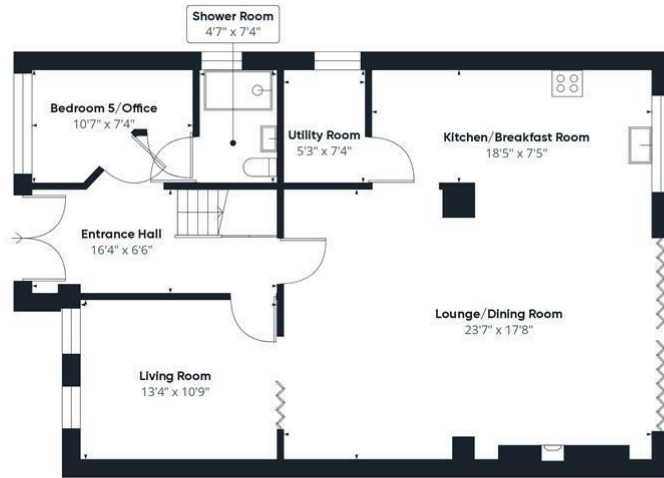 Shower Room
4'7" x 7'4"
Bedroom 5/Office
10'7" x 7'4"
Utility Room
5'3" x 7'4"
Kitchen/Breakfast Room
18'5" x 7'5"
Entrance Hall
16'4" x 6'6"
Lounge/Dining Room
23'7" x 17'8"
Living Room
13'4" x 10'9"